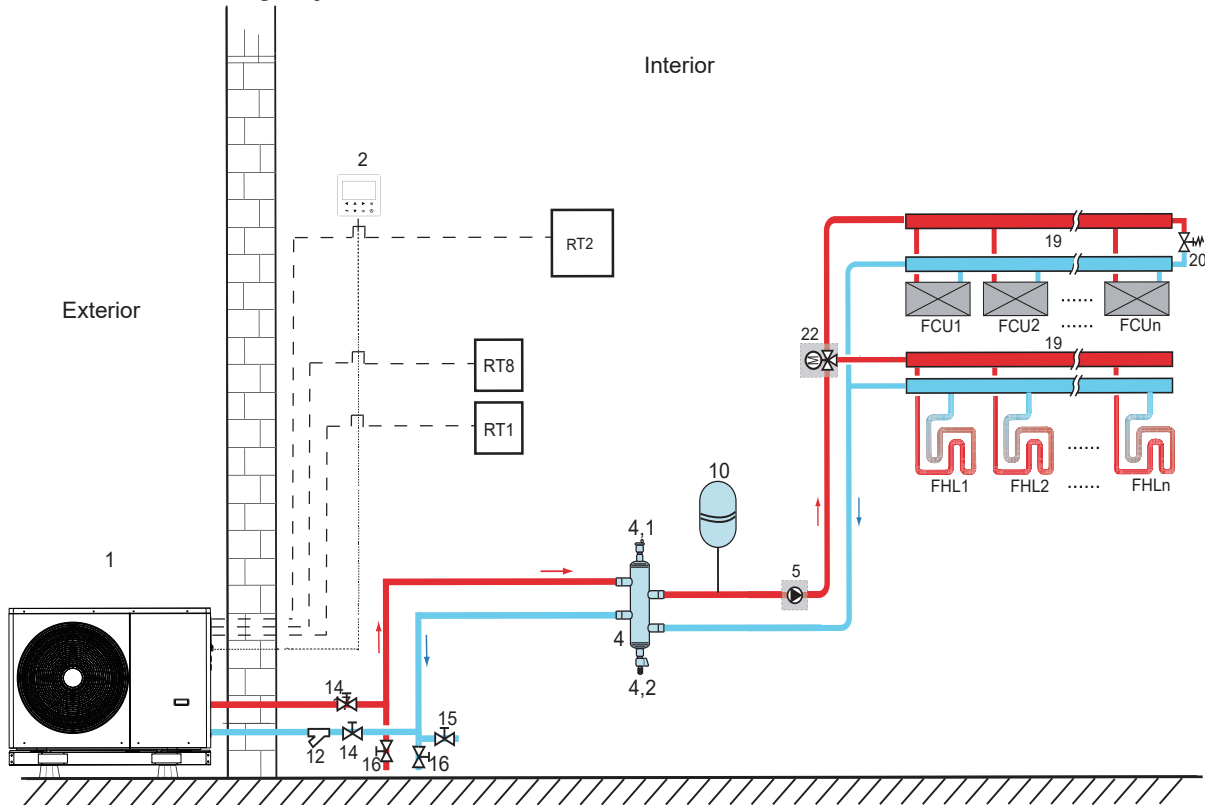 Interior
2
RT2
19
20
Exterior
FCU1 FCU2 ...... FCUn
......
22
19
RT8
RT1
10
FHL1 FHL2 ...... FHLn
......
4,1
1
5
4
4,2
14
15
12
14
16
16